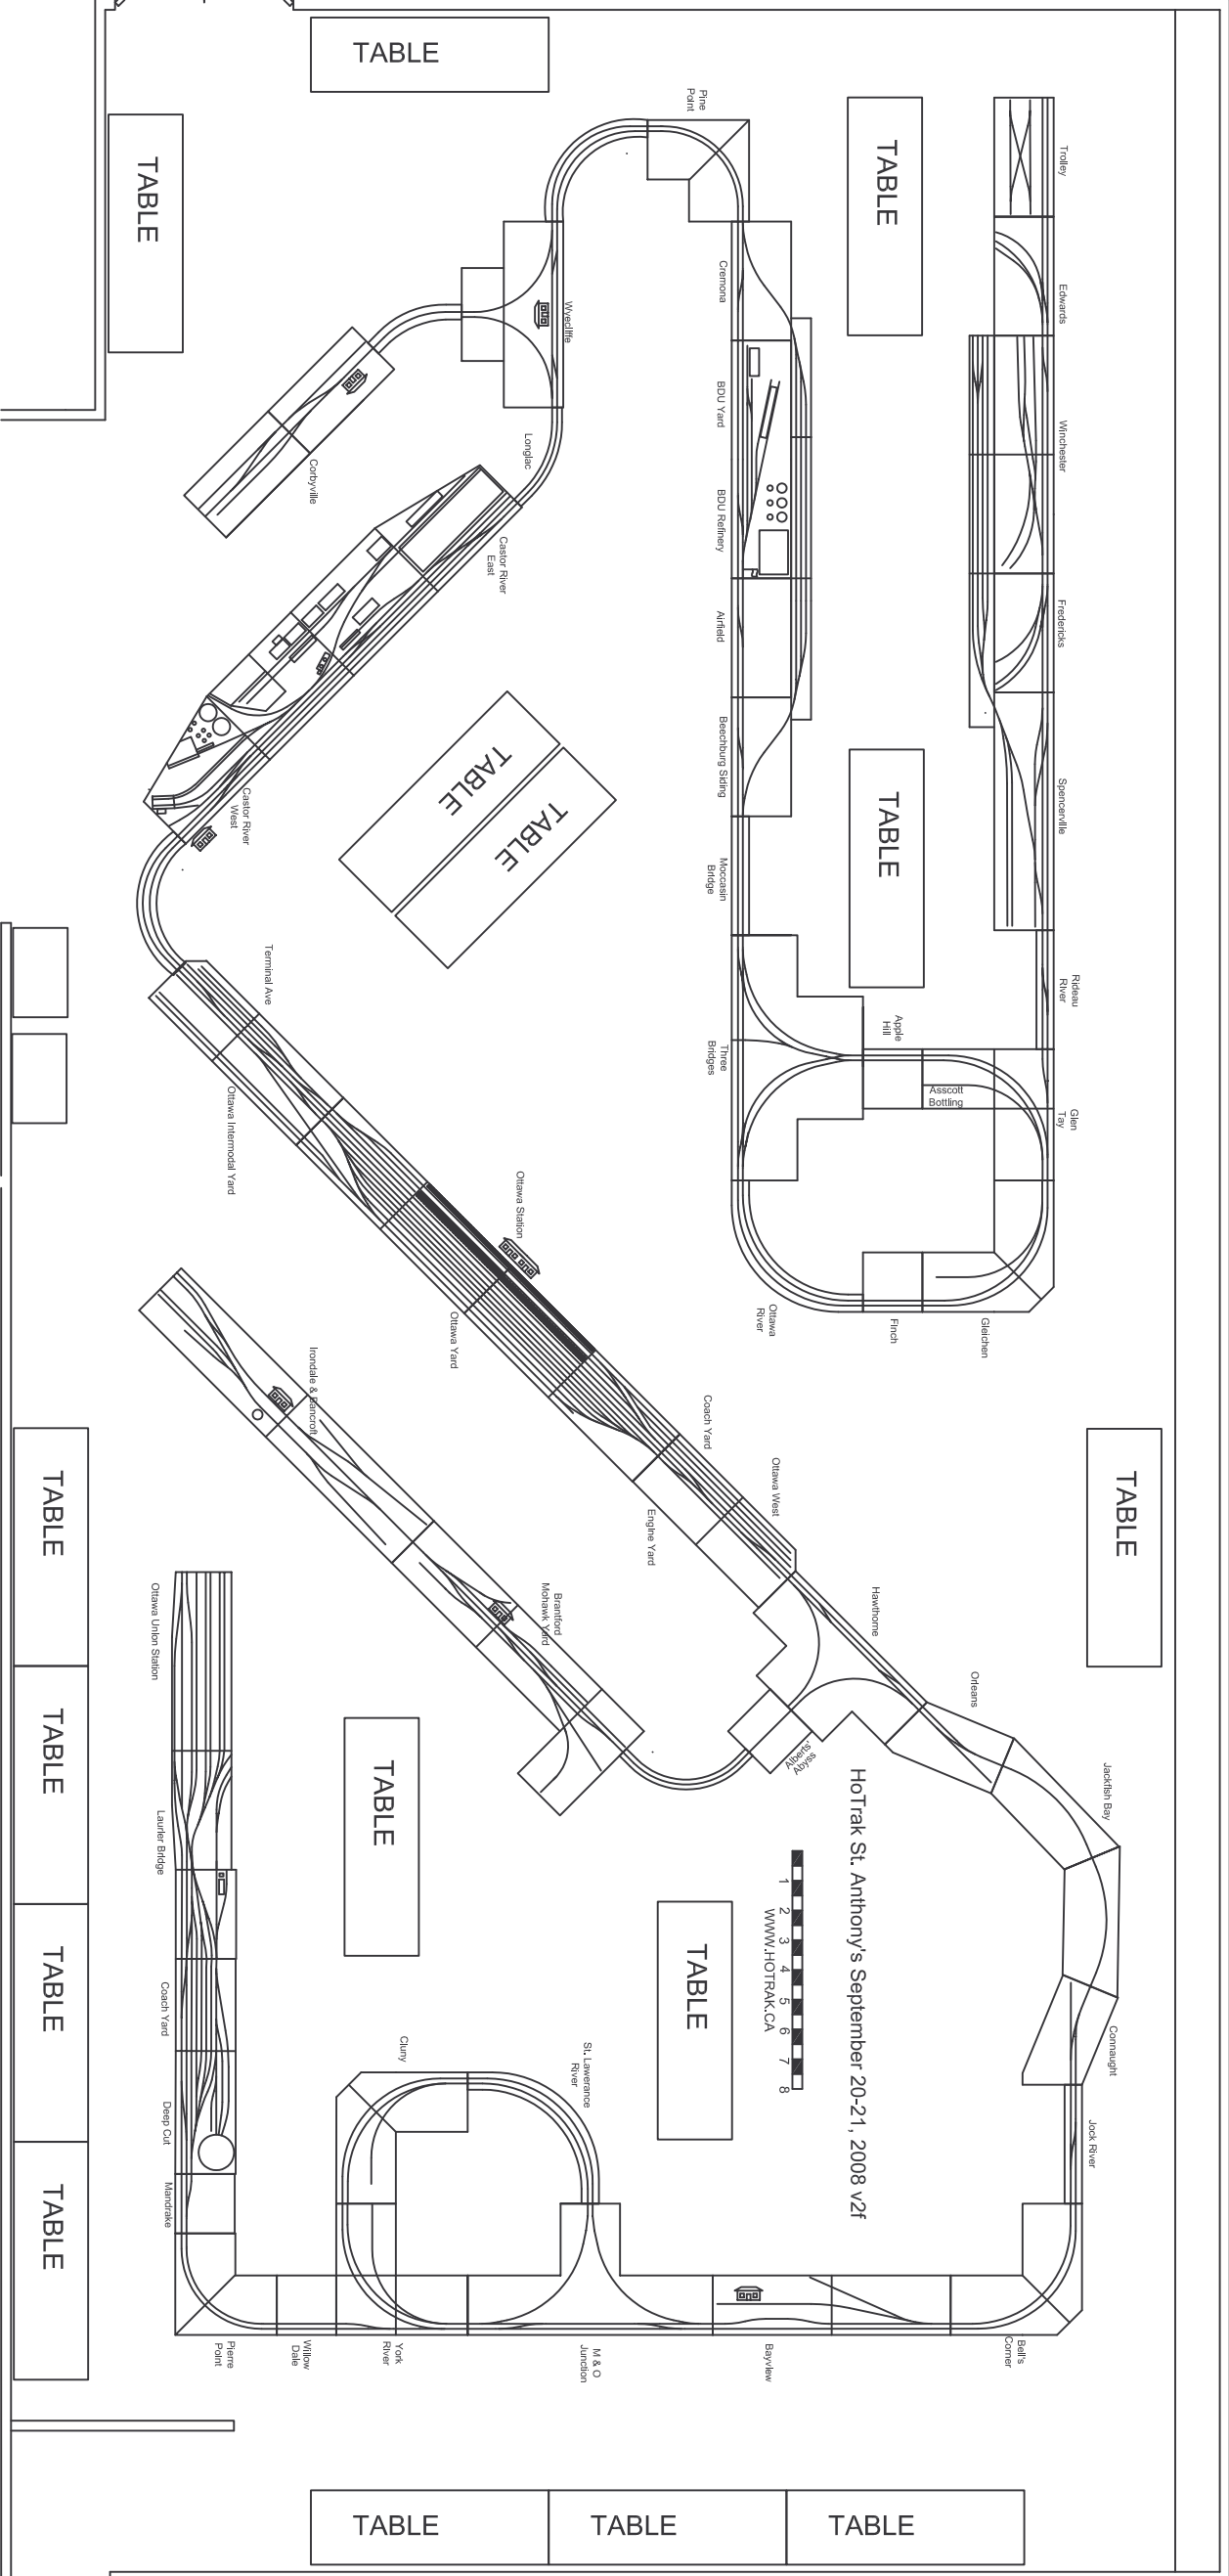 TABLE
TABLE
TABLE
Pine
Point
Trolley
Edwards
Cremona
Wyecliffe
Winchester
BDU Yard
Longlac
Corbyville
BDU Refinery
Castor River
East
Airfield
Fredericks
Beechburg Siding
TABLE
TABLE
TABLE
Spencerville
Castor River
West
Moccasin
Bridge
Terminal Ave
Rideau
River
Apple
Hill
Three
Bridges
Asscott
Bottling
Glen
Tay
Ottawa Intermodal Yard
Ottawa Station
Ottawa
River
Finch
Gleichen
Ottawa Yard
Irondale & Bancroft
Coach Yard
Ottawa West
Engine Yard
TABLE
TABLE
Ottawa Union Station
Brantford
Mohawk Yard
Hawthorne
Orleans
Alberts'
Abyss
Jackfish Bay
TABLE
TABLE
Laurier Bridge
HoTrak St. Anthony's September 20-21, 2008 v2f
1 2 3 4 5 6 7 8
WWW.HOTRAK.CA
TABLE
TABLE
Coach Yard
Connaught
Cluny
St. Lawerance
River
Deep Cut
Jock River
Mandrake
TABLE
Pierre
Point
Willow
Dale
York
River
M & O
Junction
Bayview
Bell's
Corner
TABLE
TABLE
TABLE